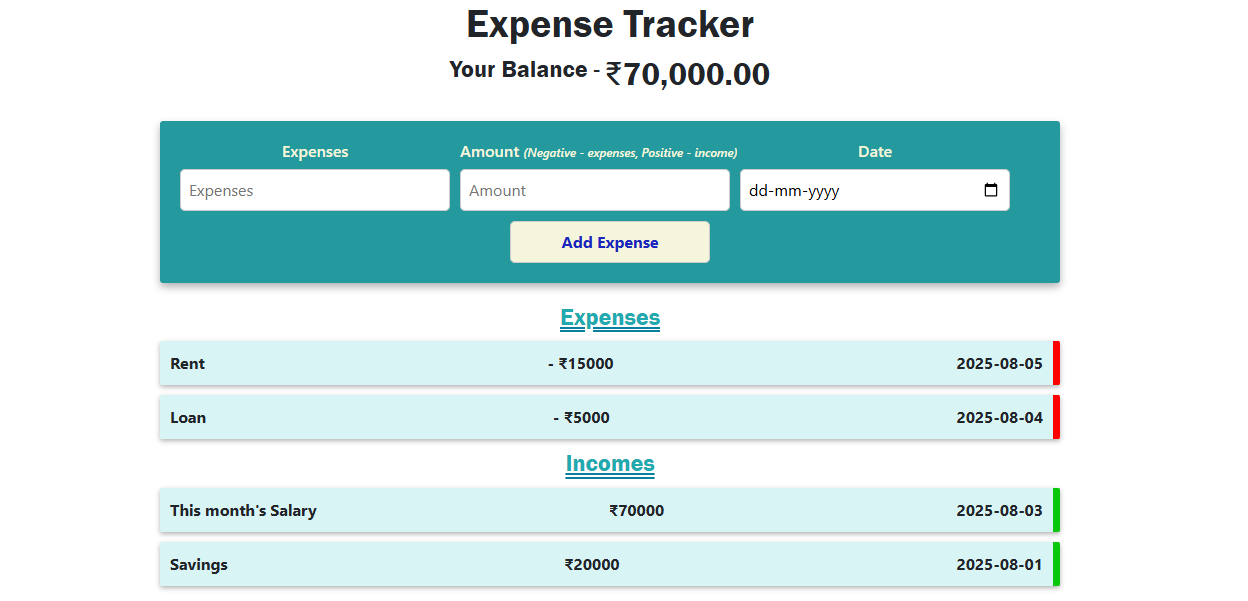 Expense Tracker
Your Balance - ₹70,000.00
Expenses Amount (Negative - expenses, Positive - income) Date
Expenses Amount dd-mm-yyyy
Add Expense
Expenses
Rent - ₹15000 2025-08-05
Loan - ₹5000 2025-08-04
Incomes
This month's Salary ₹70000 2025-08-03
Savings ₹20000 2025-08-01